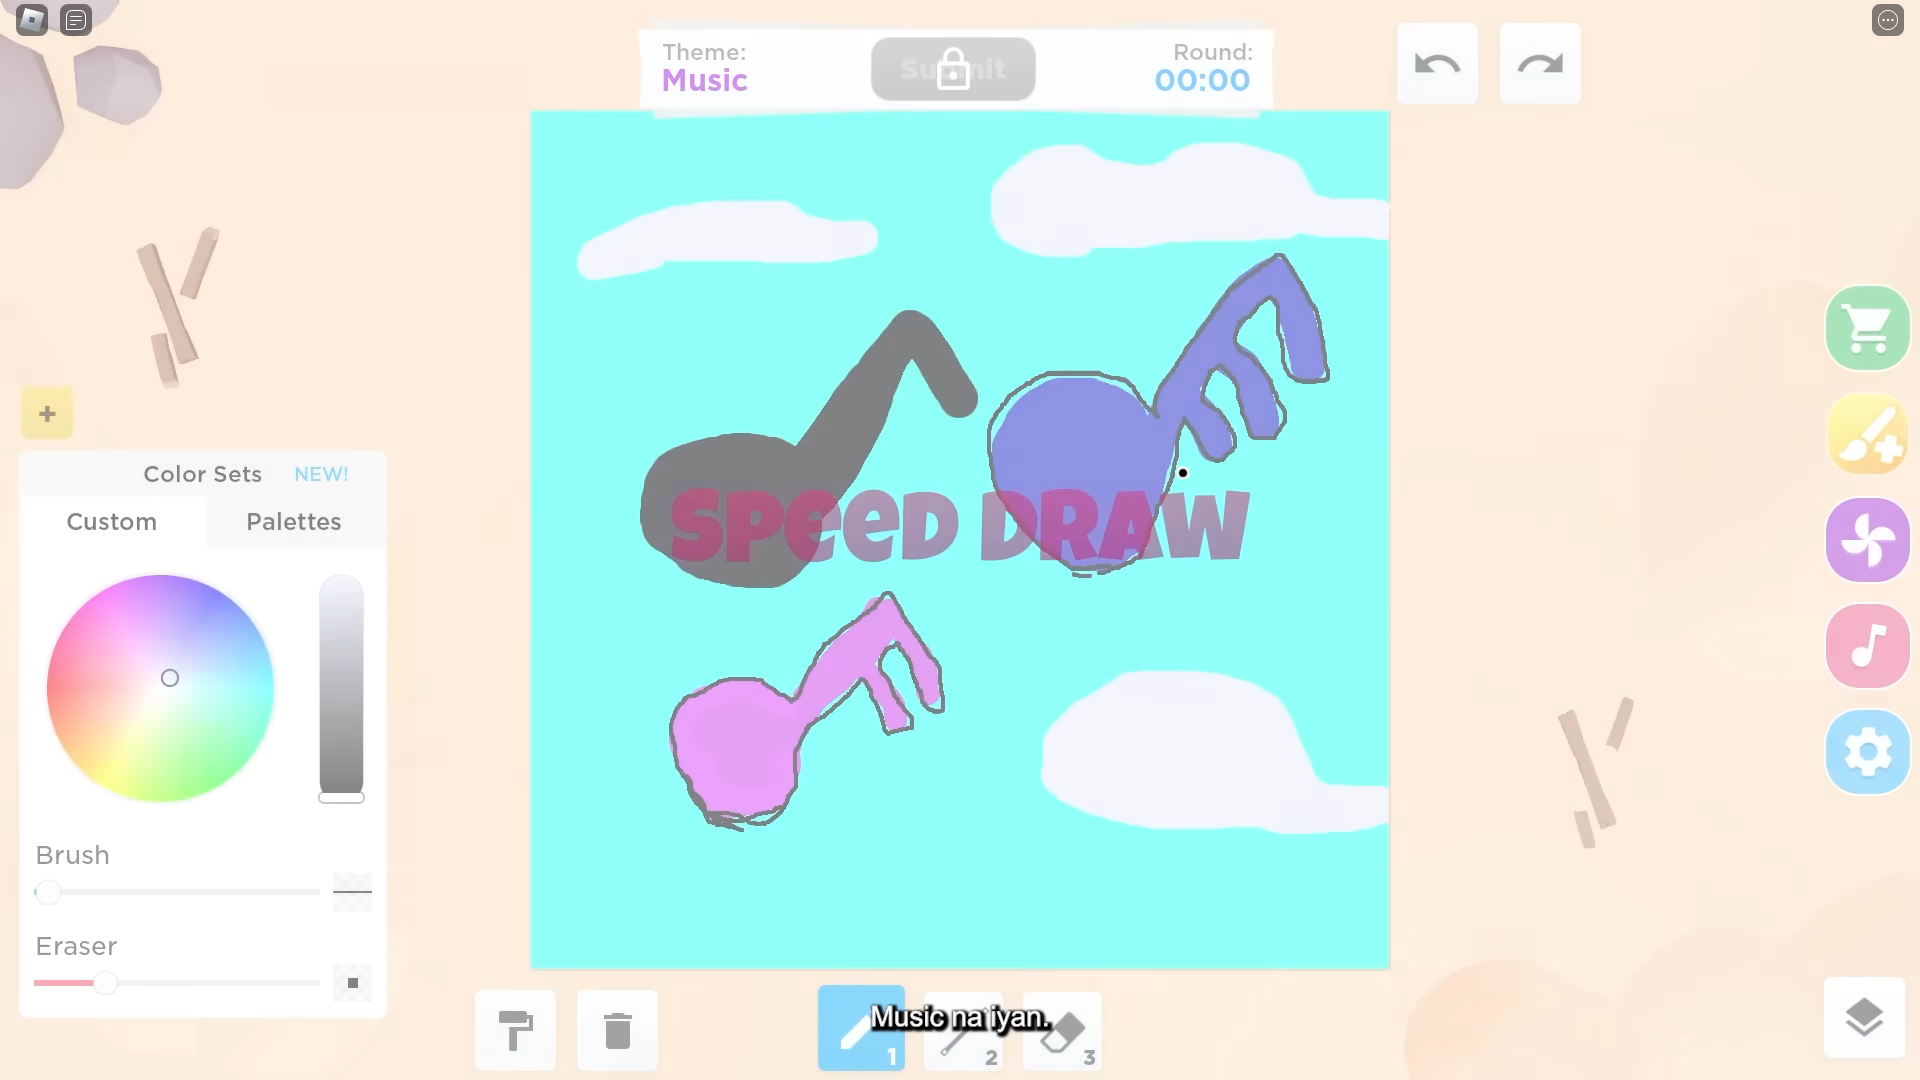 Theme:
Music
Submit
Round:
00:00
+
Color Sets NEW!
Custom Palettes
SPeeD DRAW
Brush
Eraser
1 2 3
Music na iyan.